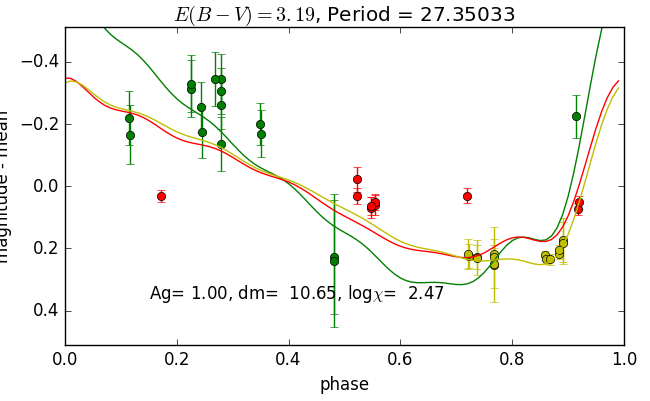 E(B − V) = 3.19, Period = 27.35033
magnitude - mean
−0.4
−0.2
0.0
0.2
0.4
Ag= 1.00, dm= 10.65, logχ= 2.47
0.0 0.2 0.4 0.6 0.8 1.0
phase